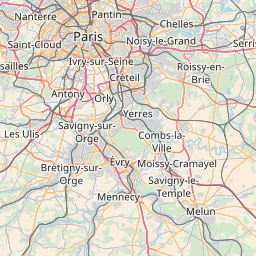 Nanterre
Pantin
Chelles
Paris
Saint-Cloud
Noisy-le-Grand
Serris
Ivry-sur-Seine
Roissy-en-
Brie
sailles
Créteil
Antony
Orly
Yerres
Les Ulis
Savigny-sur-
Orge
Combs-la-
Ville
Évry
Moissy-Cramayel
Brétigny-sur-
Orge
Savigny-le-
Temple
Mennecy
Melun